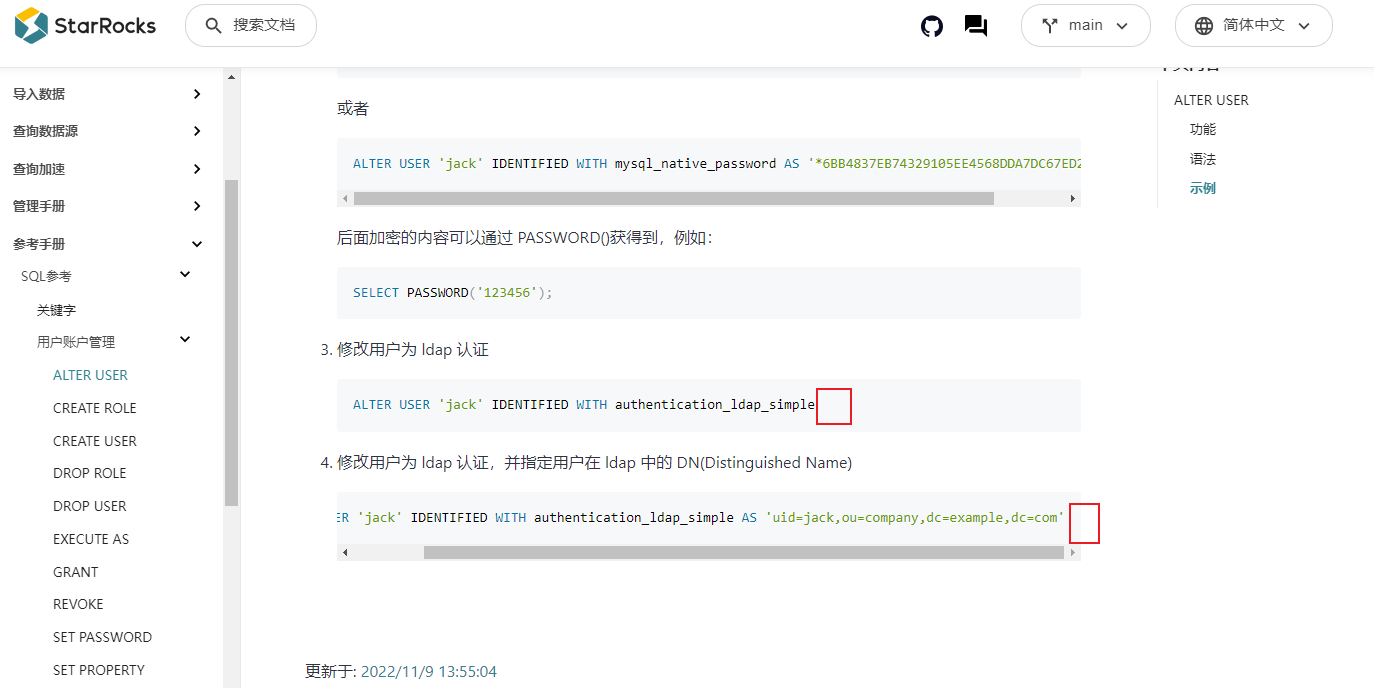 StarRocks
搜索文档
main
简体中文
导入数据
查询数据源
查询加速
管理手册
参考手册
SQL参考
关键字
用户账户管理
ALTER USER
CREATE ROLE
CREATE USER
DROP ROLE
DROP USER
EXECUTE AS
GRANT
REVOKE
SET PASSWORD
SET PROPERTY
或者
ALTER USER 'jack' IDENTIFIED WITH mysql_native_password AS '*6BB4837EB74329105EE4568DDA7DC67ED2
后面加密的内容可以通过 PASSWORD()获得到，例如：
SELECT PASSWORD('123456');
3. 修改用户为 ldap 认证
ALTER USER 'jack' IDENTIFIED WITH authentication_ldap_simple
4. 修改用户为 ldap 认证，并指定用户在 ldap 中的 DN(Distinguished Name)
ER 'jack' IDENTIFIED WITH authentication_ldap_simple AS 'uid=jack,ou=company,dc=example,dc=com'
更新于: 2022/11/9 13:55:04
ALTER USER
功能
语法
示例